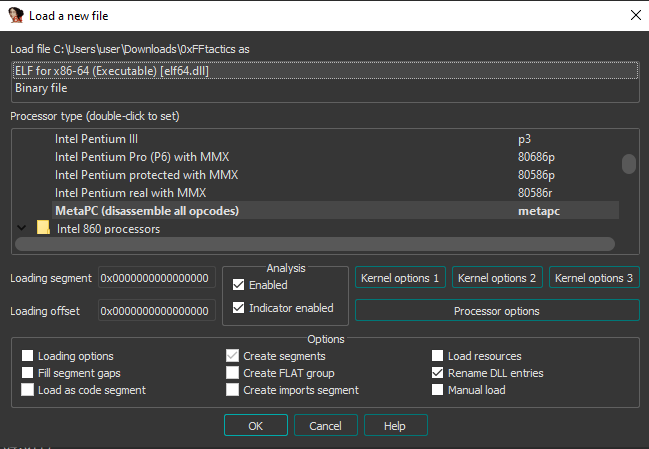 Load a new file
Load file C:\Users\user\Downloads\0xFFtactics as
ELF for x86-64 (Executable) [elf64.dll]
Binary file
Processor type (double-click to set)
Intel Pentium III p3
Intel Pentium Pro (P6) with MMX 80686p
Intel Pentium protected with MMX 80586p
Intel Pentium real with MMX 80586r
MetaPC (disassemble all opcodes) metapc
Intel 860 processors
Loading segment 0x0000000000000000
Loading offset 0x0000000000000000
Analysis
Enabled
Indicator enabled
Kernel options 1 Kernel options 2 Kernel options 3
Processor options
Options
Loading options Create segments Load resources
Fill segment gaps Create FLAT group Rename DLL entries
Load as code segment Create imports segment Manual load
OK Cancel Help